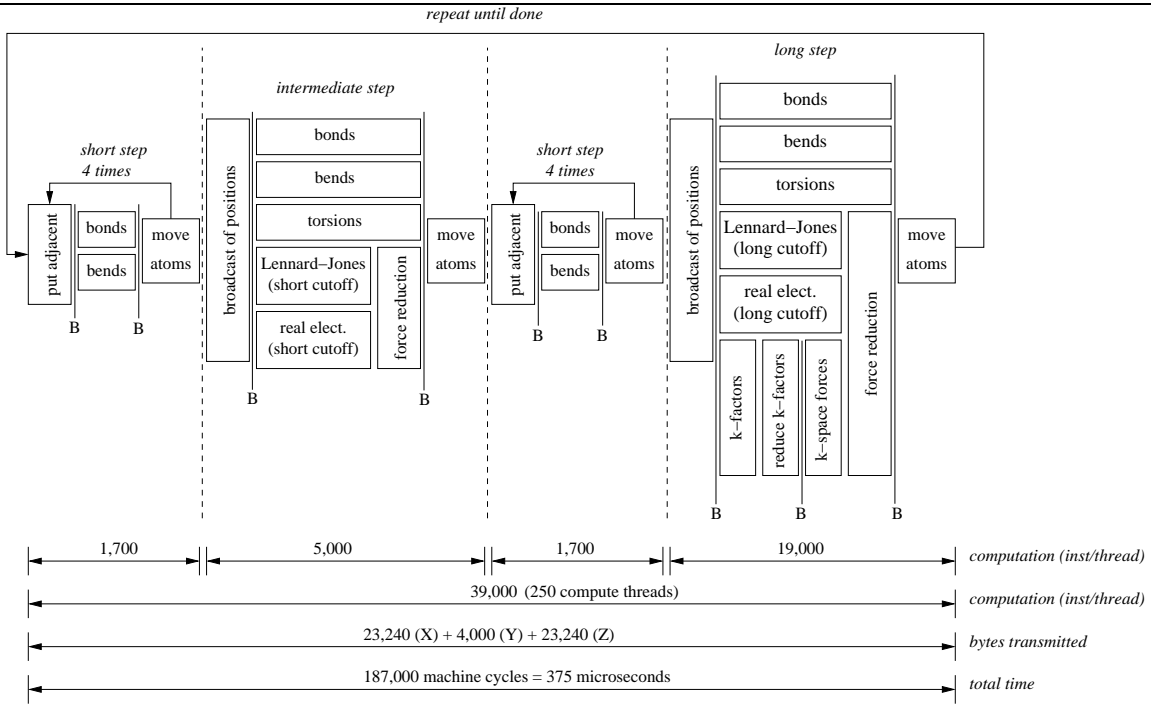 repeat until done
long step
intermediate step
short step
4 times
short step
4 times
put adjacent
bonds
bends
move
atoms
B
B
broadcast of positions
bonds
bends
torsions
Lennard−Jones
(short cutoff)
real elect.
(short cutoff)
force reduction
move
atoms
B
B
put adjacent
bonds
bends
move
atoms
B
B
broadcast of positions
bonds
bends
torsions
Lennard−Jones
(long cutoff)
real elect.
(long cutoff)
k−factors
reduce k−factors
k−space forces
force reduction
move
atoms
B
B
B
1,700
5,000
1,700
19,000
computation (inst/thread)
39,000 (250 compute threads)
computation (inst/thread)
23,240 (X) + 4,000 (Y) + 23,240 (Z)
bytes transmitted
187,000 machine cycles = 375 microseconds
total time